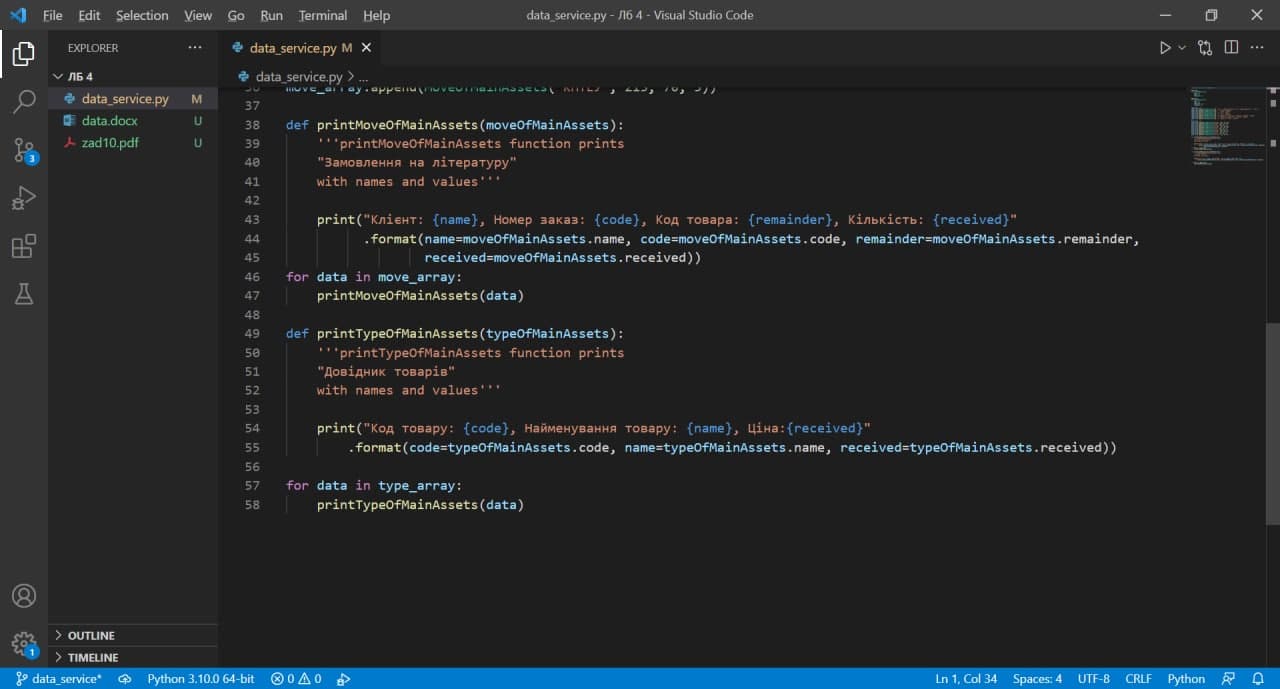 File Edit Selection View Go Run Terminal Help data_service.py - Лб 4 - Visual Studio Code
EXPLORER
ЛБ 4
data_service.py M
data.docx U
zad10.pdf U
3
1
OUTLINE
TIMELINE
data_service.py M
data_service.py > ...
37
38 def printMoveOfMainAssets(moveOfMainAssets):
39 '''printMoveOfMainAssets function prints
40 "Замовлення на літературу"
41 with names and values'''
42
43 print("Клієнт: {name}, Номер заказ: {code}, Код товара: {remainder}, Кількість: {received}"
44 .format(name=moveOfMainAssets.name, code=moveOfMainAssets.code, remainder=moveOfMainAssets.remainder,
45 received=moveOfMainAssets.received))
46 for data in move_array:
47 printMoveOfMainAssets(data)
48
49 def printTypeOfMainAssets(typeOfMainAssets):
50 '''printTypeOfMainAssets function prints
51 "Довідник товарів"
52 with names and values'''
53
54 print("Код товару: {code}, Найменування товару: {name}, Ціна:{received}"
55 .format(code=typeOfMainAssets.code, name=typeOfMainAssets.name, received=typeOfMainAssets.received))
56
57 for data in type_array:
58 printTypeOfMainAssets(data)
data_service* Python 3.10.0 64-bit 0 0 Ln 1, Col 34 Spaces: 4 UTF-8 CRLF Python